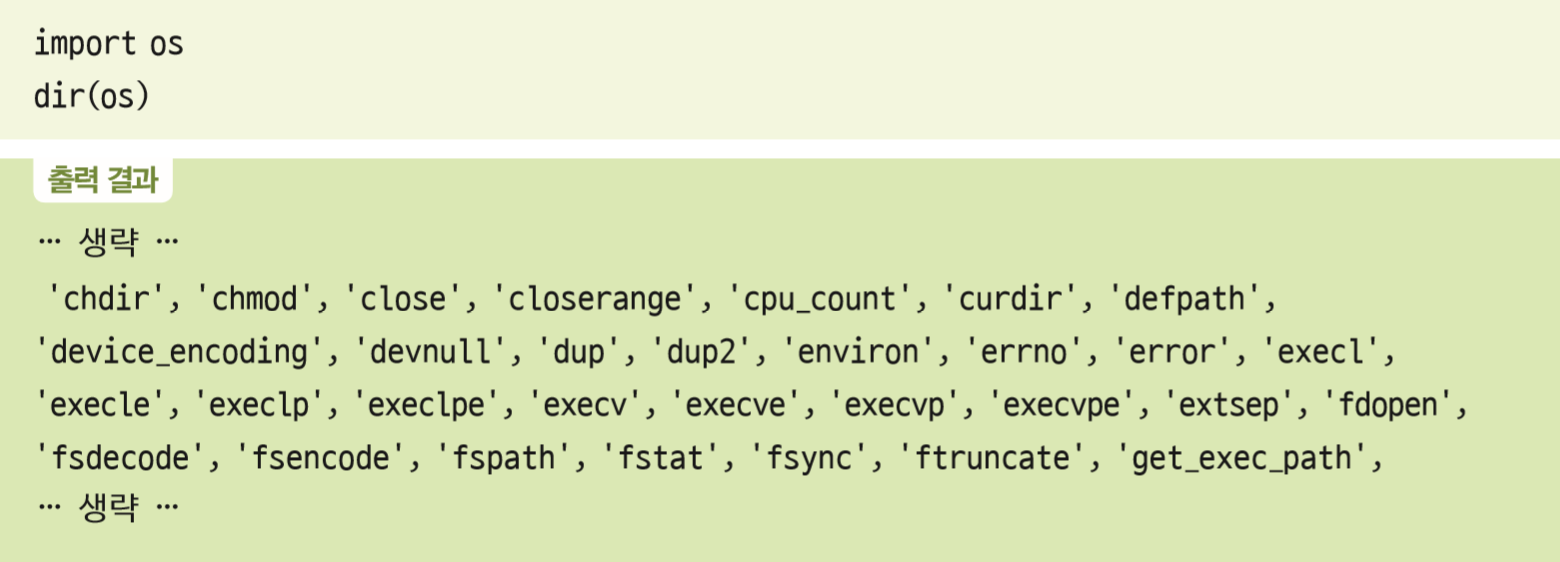 import os
dir(os)
출력 결과
… 생략 …
'chdir', 'chmod', 'close', 'closerange', 'cpu_count', 'curdir', 'defpath',
'device_encoding', 'devnull', 'dup', 'dup2', 'environ', 'errno', 'error', 'execl',
'execle', 'execlp', 'execlpe', 'execv', 'execve', 'execvp', 'execvpe', 'extsep', 'fdopen',
'fsdecode', 'fsencode', 'fspath', 'fstat', 'fsync', 'ftruncate', 'get_exec_path',
… 생략 …